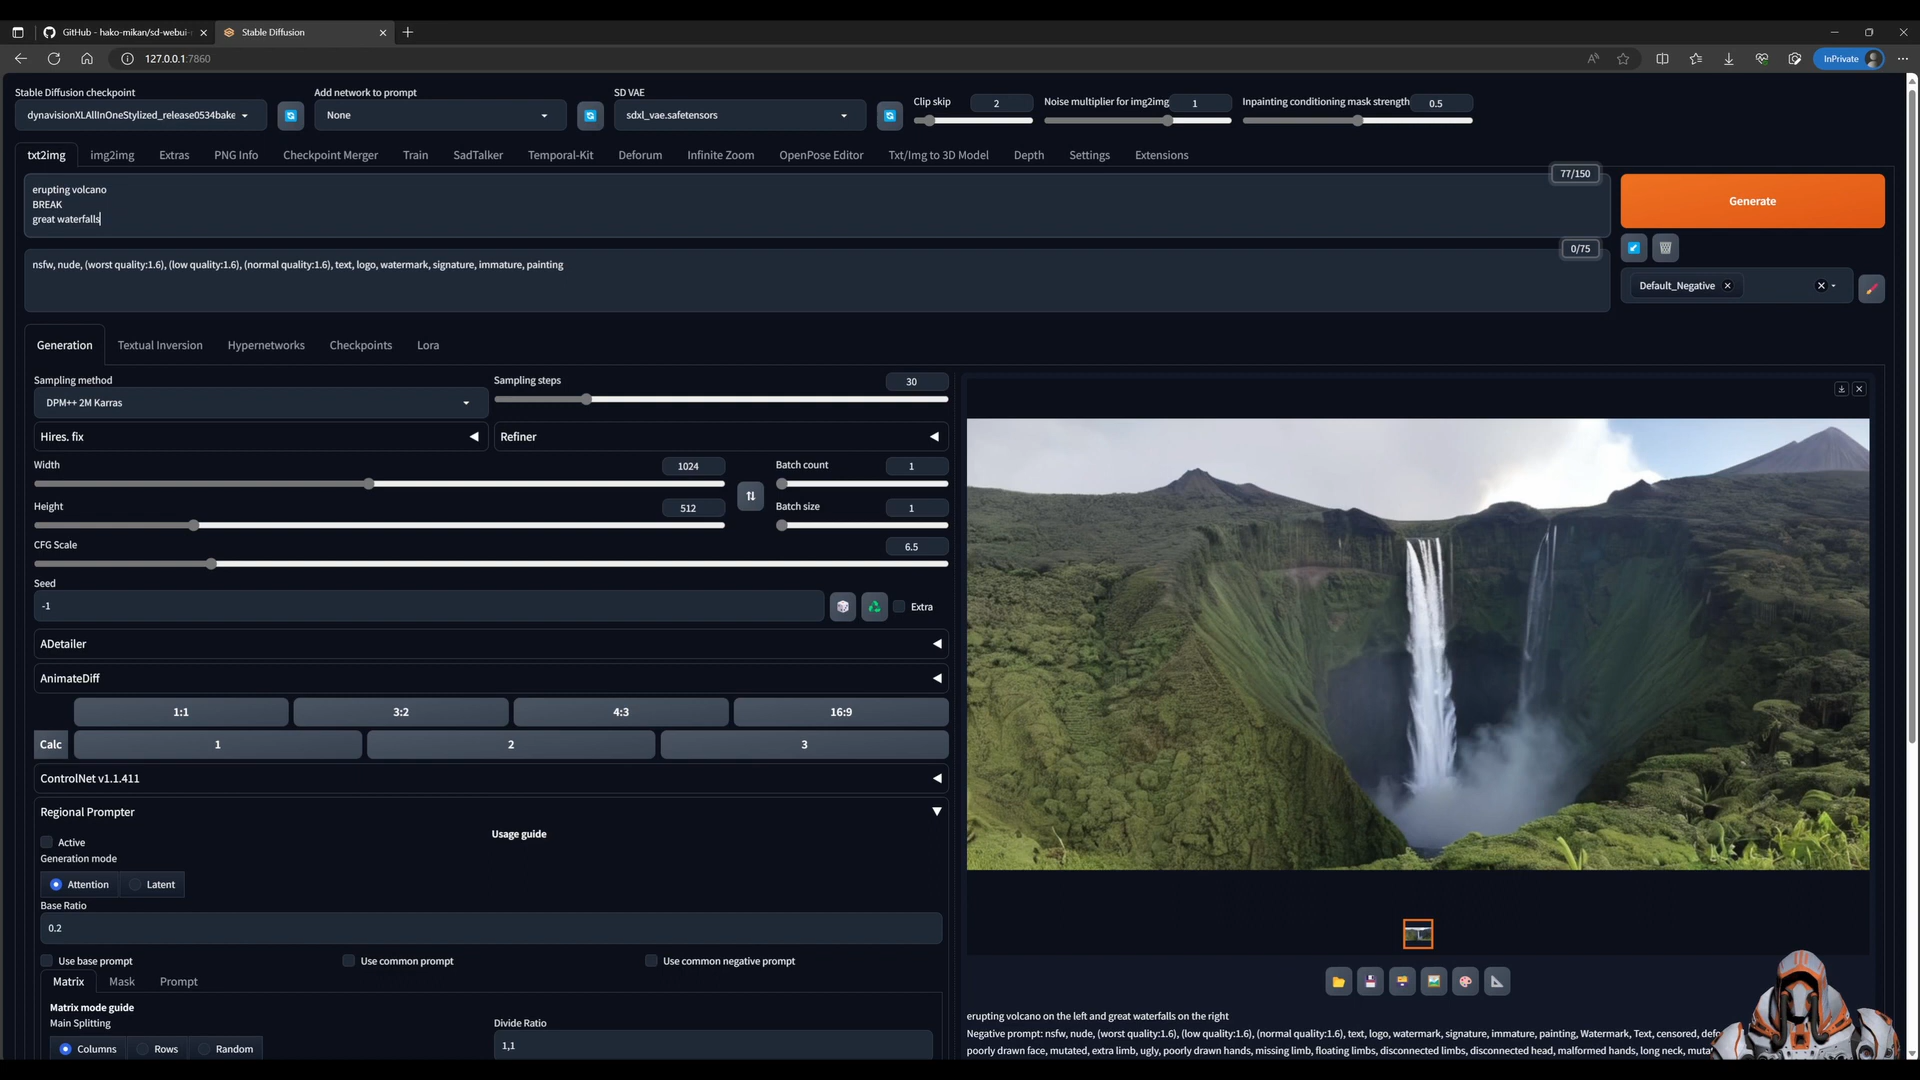 GitHub - hako-mikan/sd-webui-
Stable Diffusion
127.0.0.1:7860
InPrivate
Stable Diffusion checkpoint
Add network to prompt
SD VAE
Clip skip
2
Noise multiplier for img2img
1
Inpainting conditioning mask strength
0.5
dynavisionXLAllInOneStylized_release0534bake
None
sdxl_vae.safetensors
txt2img
img2img
Extras
PNG Info
Checkpoint Merger
Train
SadTalker
Temporal-Kit
Deforum
Infinite Zoom
OpenPose Editor
Txt/Img to 3D Model
Depth
Settings
Extensions
77/150
erupting volcano
BREAK
great waterfalls
Generate
0/75
nsfw, nude, (worst quality:1.6), (low quality:1.6), (normal quality:1.6), text, logo, watermark, signature, immature, painting
Default_Negative
Generation
Textual Inversion
Hypernetworks
Checkpoints
Lora
Sampling method
DPM++ 2M Karras
Sampling steps
30
Hires. fix
Refiner
Width
1024
Batch count
1
Height
512
Batch size
1
CFG Scale
6.5
Seed
-1
Extra
ADetailer
AnimateDiff
1:1
3:2
4:3
16:9
Calc
1
2
3
ControlNet v1.1.411
Regional Prompter
Usage guide
Active
Generation mode
Attention
Latent
Base Ratio
0.2
Use base prompt
Use common prompt
Use common negative prompt
Matrix
Mask
Prompt
Matrix mode guide
Main Splitting
Columns
Rows
Random
Divide Ratio
1,1
erupting volcano on the left and great waterfalls on the right
Negative prompt: nsfw, nude, (worst quality:1.6), (low quality:1.6), (normal quality:1.6), text, logo, watermark, signature, immature, painting, Watermark, Text, censored, defo
poorly drawn face, mutated, extra limb, ugly, poorly drawn hands, missing limb, floating limbs, disconnected limbs, disconnected head, malformed hands, long neck, muta